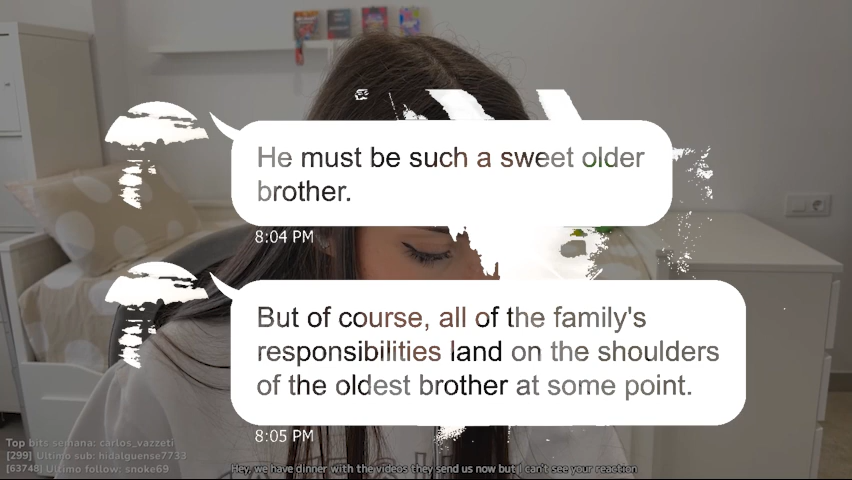 He must be such a sweet older
brother.
8:04 PM
But of course, all of the family's
responsibilities land on the shoulders
of the oldest brother at some point.
8:05 PM
Top bits semana: carlos_vazzeti
[299] Ultimo sub: hidalguense7733
[63748] Ultimo follow: snoke69
Hey, we have dinner with the videos they send us now but I can't see your reaction